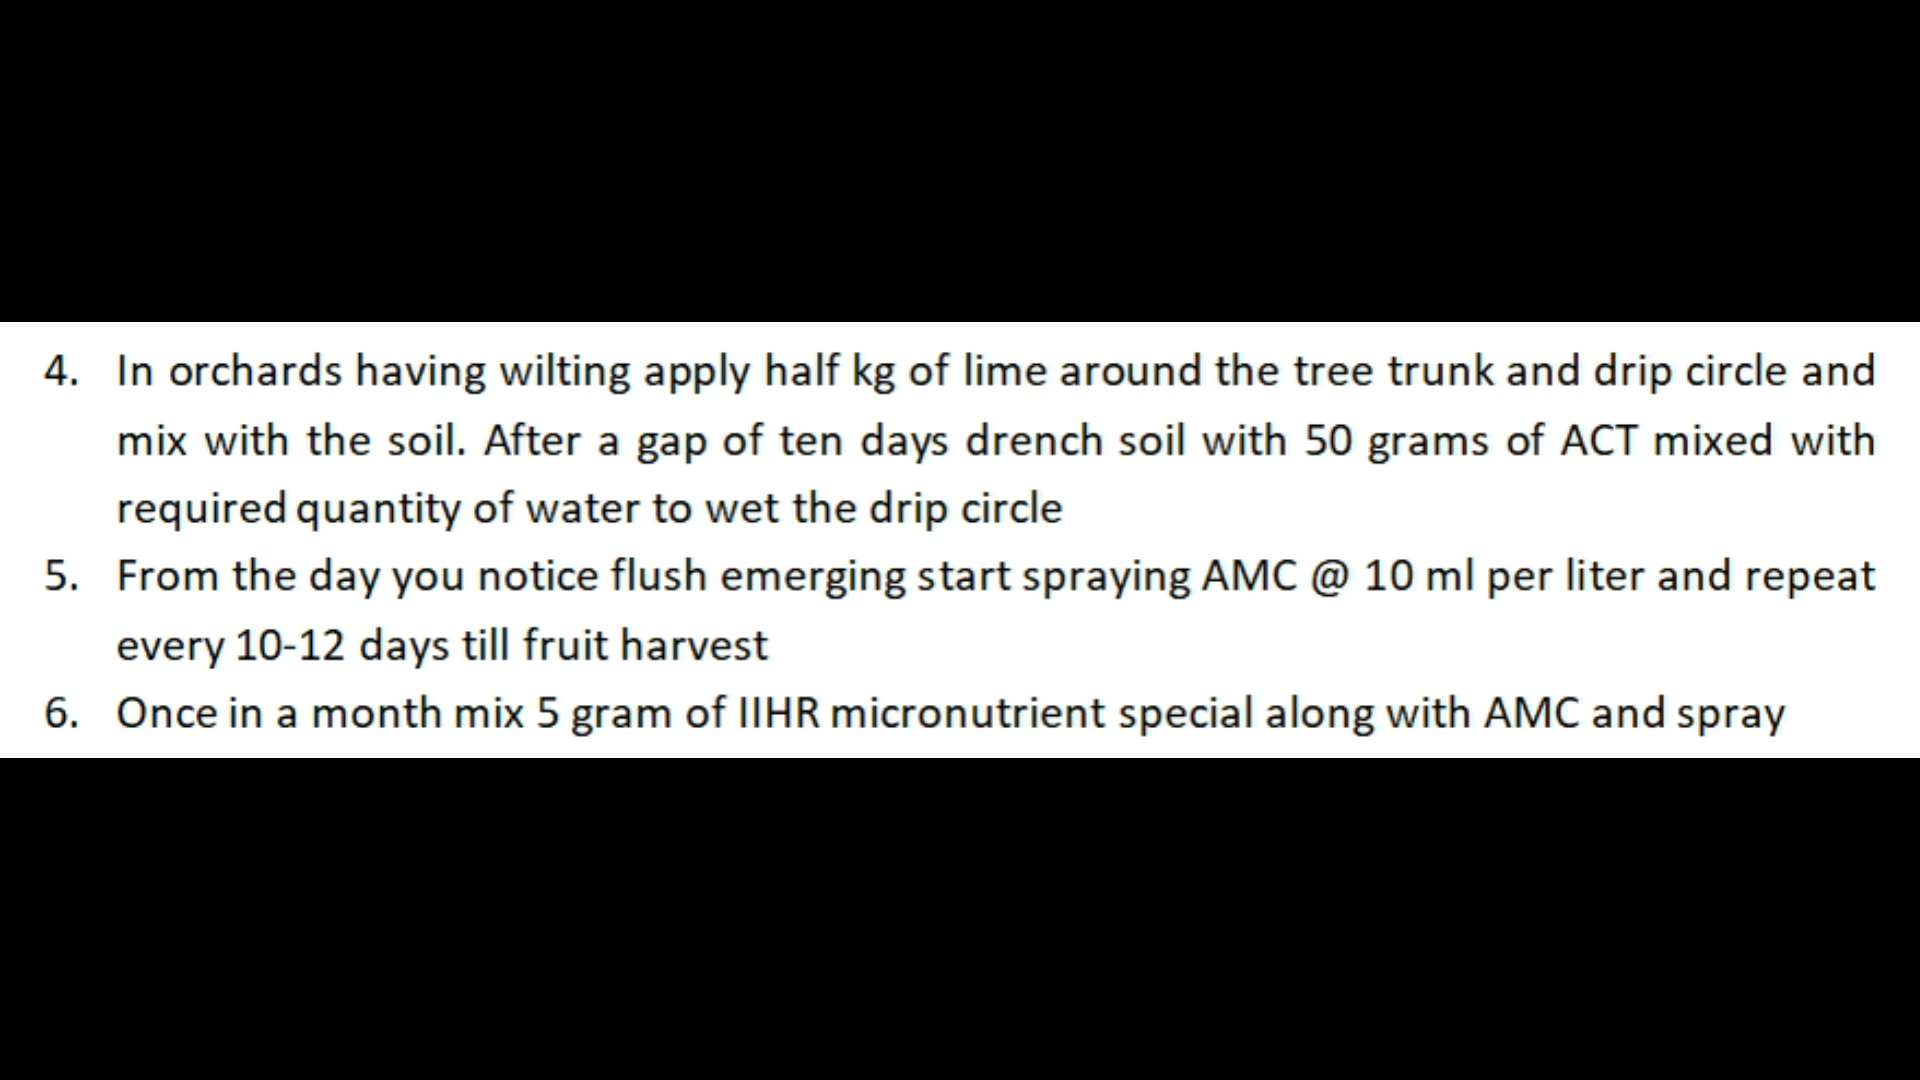 4. In orchards having wilting apply half kg of lime around the tree trunk and drip circle and
mix with the soil. After a gap of ten days drench soil with 50 grams of ACT mixed with
required quantity of water to wet the drip circle
5. From the day you notice flush emerging start spraying AMC @ 10 ml per liter and repeat
every 10-12 days till fruit harvest
6. Once in a month mix 5 gram of IIHR micronutrient special along with AMC and spray